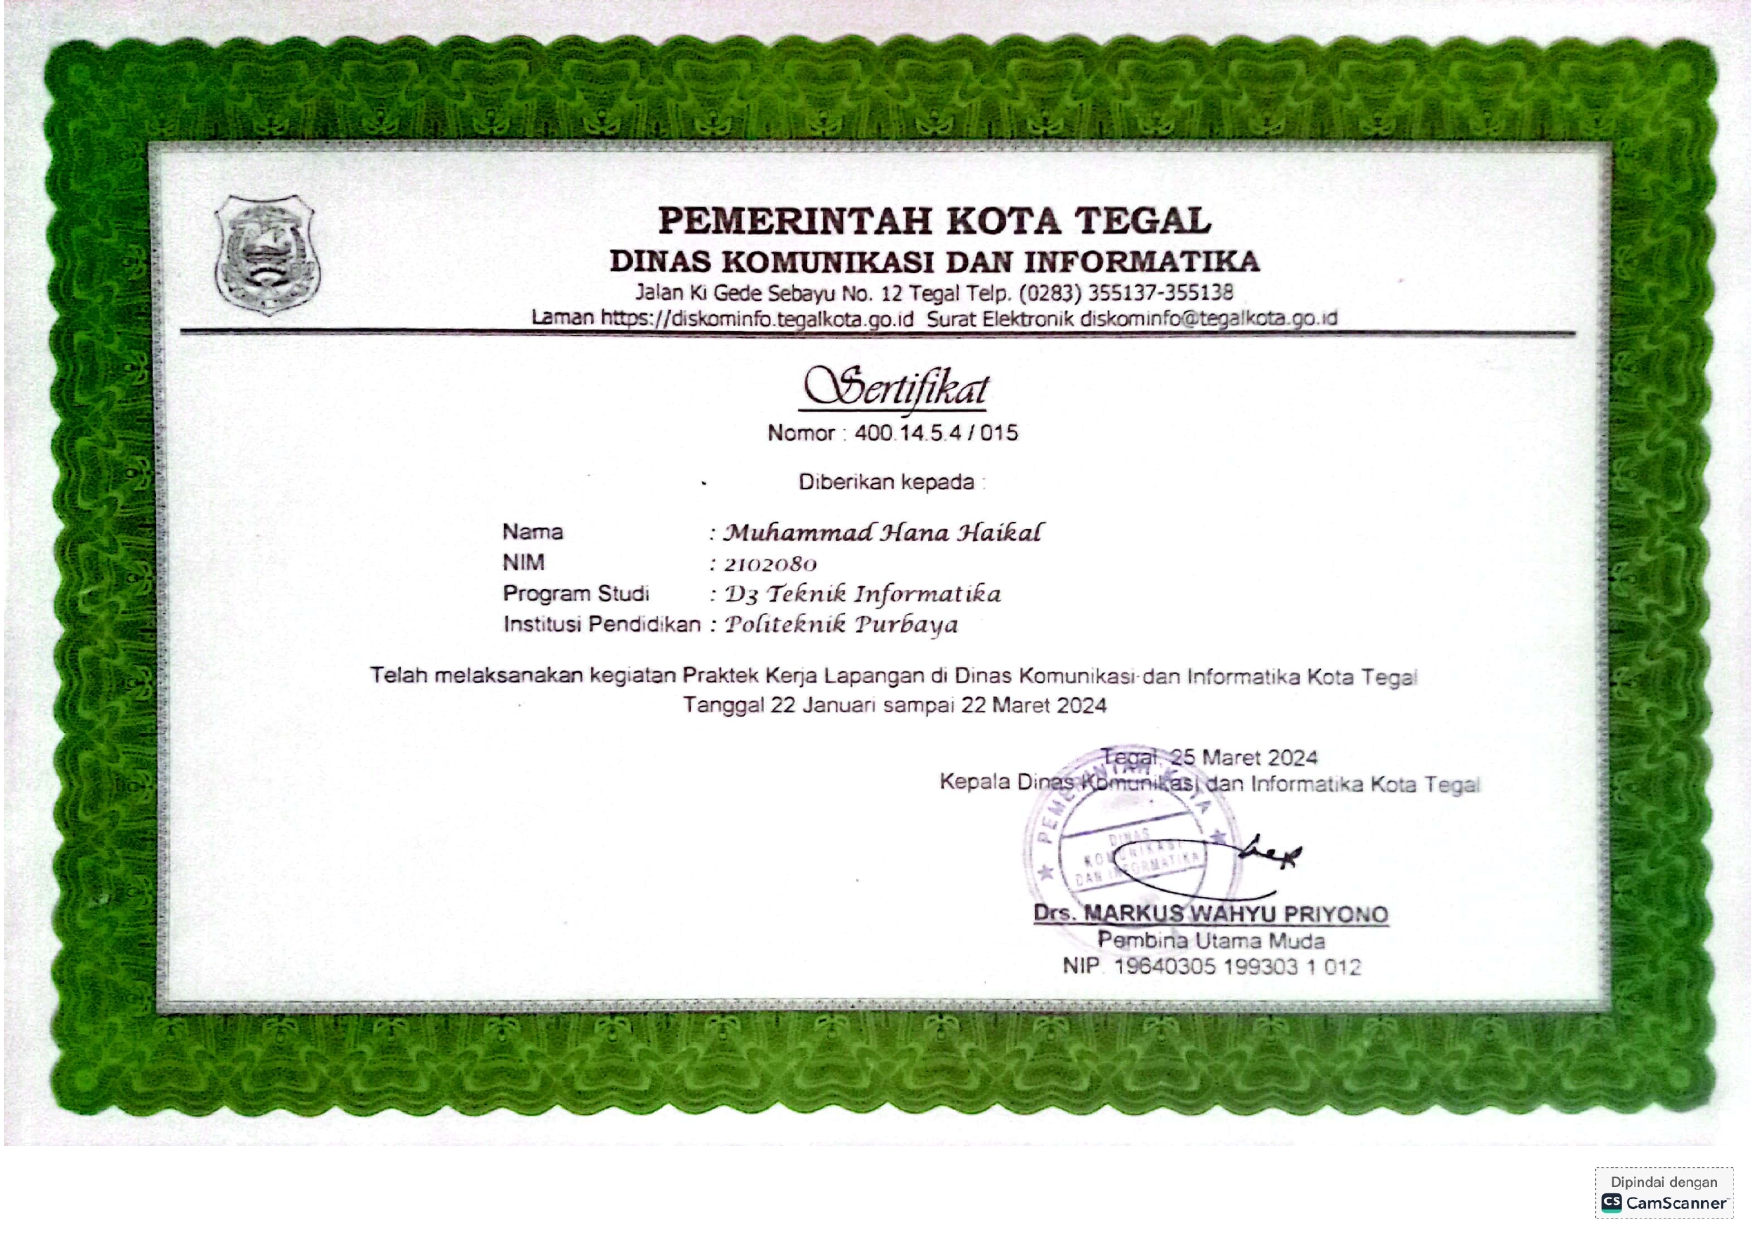 PEMERINTAH KOTA TEGAL
DINAS KOMUNIKASI DAN INFORMATIKA
Jalan Ki Gede Sebayu No. 12 Tegal Telp. (0283) 355137-355138
Laman https://diskominfo.tegalkota.go.id Surat Elektronik diskominfo@tegalkota.go.id
Sertifikat
Nomor : 400.14.5.4 / 015
Diberikan kepada :
Nama : Muhammad Hana Haikal
NIM : 2102080
Program Studi : D3 Teknik Informatika
Institusi Pendidikan : Politeknik Purbaya
Telah melaksanakan kegiatan Praktek Kerja Lapangan di Dinas Komunikasi dan Informatika Kota Tegal
Tanggal 22 Januari sampai 22 Maret 2024
Tegal, 25 Maret 2024
Kepala Dinas Komunikasi dan Informatika Kota Tegal
PEMERINTAH KOTA
DINAS
KOMUNIKASI
DAN INFORMATIKA
Drs. MARKUS WAHYU PRIYONO
Pembina Utama Muda
NIP. 19640305 199303 1 012
Dipindai dengan
CS CamScanner